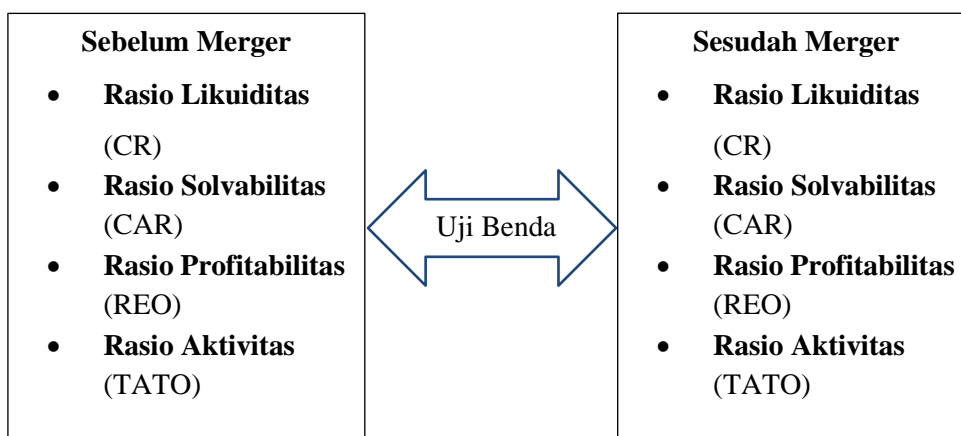 Sebelum Merger
• Rasio Likuiditas
(CR)
• Rasio Solvabilitas
(CAR)
• Rasio Profitabilitas
(REO)
• Rasio Aktivitas
(TATO)
Uji Benda
Sesudah Merger
• Rasio Likuiditas
(CR)
• Rasio Solvabilitas
(CAR)
• Rasio Profitabilitas
(REO)
• Rasio Aktivitas
(TATO)